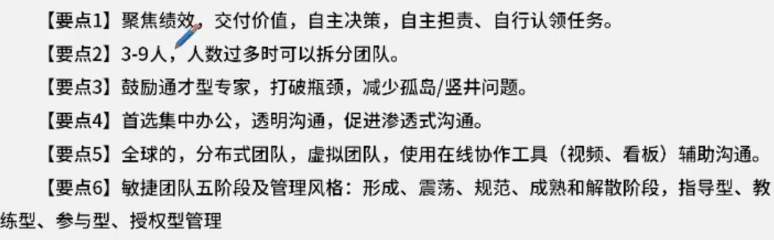 【要点1】聚焦绩效，交付价值，自主决策，自主担责、自行认领任务。
【要点2】3-9人，人数过多时可以拆分团队。
【要点3】鼓励通才型专家，打破瓶颈，减少孤岛/竖井问题。
【要点4】首选集中办公，透明沟通，促进渗透式沟通。
【要点5】全球的，分布式团队，虚拟团队，使用在线协作工具（视频、看板）辅助沟通。
【要点6】敏捷团队五阶段及管理风格：形成、震荡、规范、成熟和解散阶段，指导型、教
练型、参与型、授权型管理